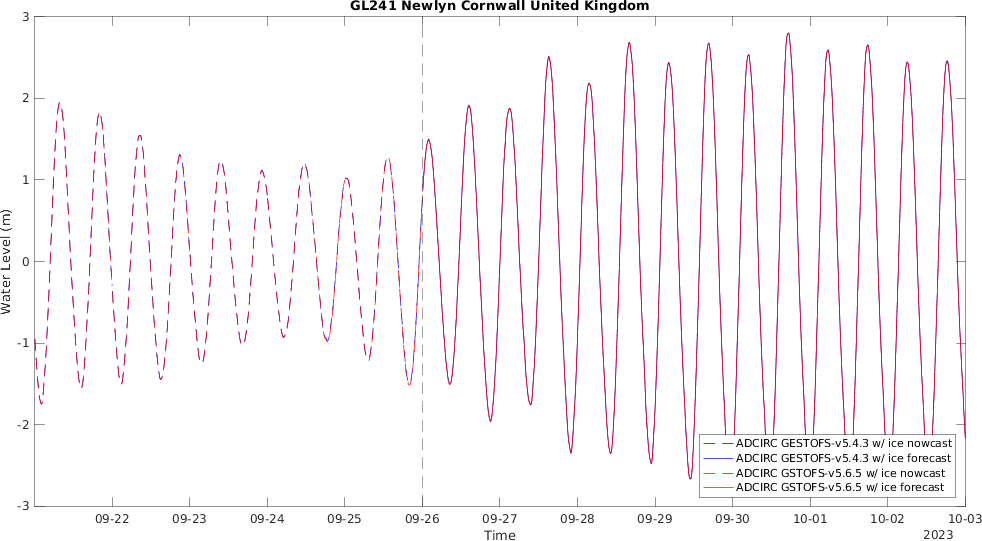 GL241 Newlyn Cornwall United Kingdom
3
2
1
0
-1
-2
-3
Water Level (m)
ADCIRC GESTOFS-v5.4.3 w/ ice nowcast
ADCIRC GESTOFS-v5.4.3 w/ ice forecast
ADCIRC GSTOFS-v5.6.5 w/ ice nowcast
ADCIRC GSTOFS-v5.6.5 w/ ice forecast
09-22 09-23 09-24 09-25 09-26 09-27 09-28 09-29 09-30 10-01 10-02 10-03
Time
2023